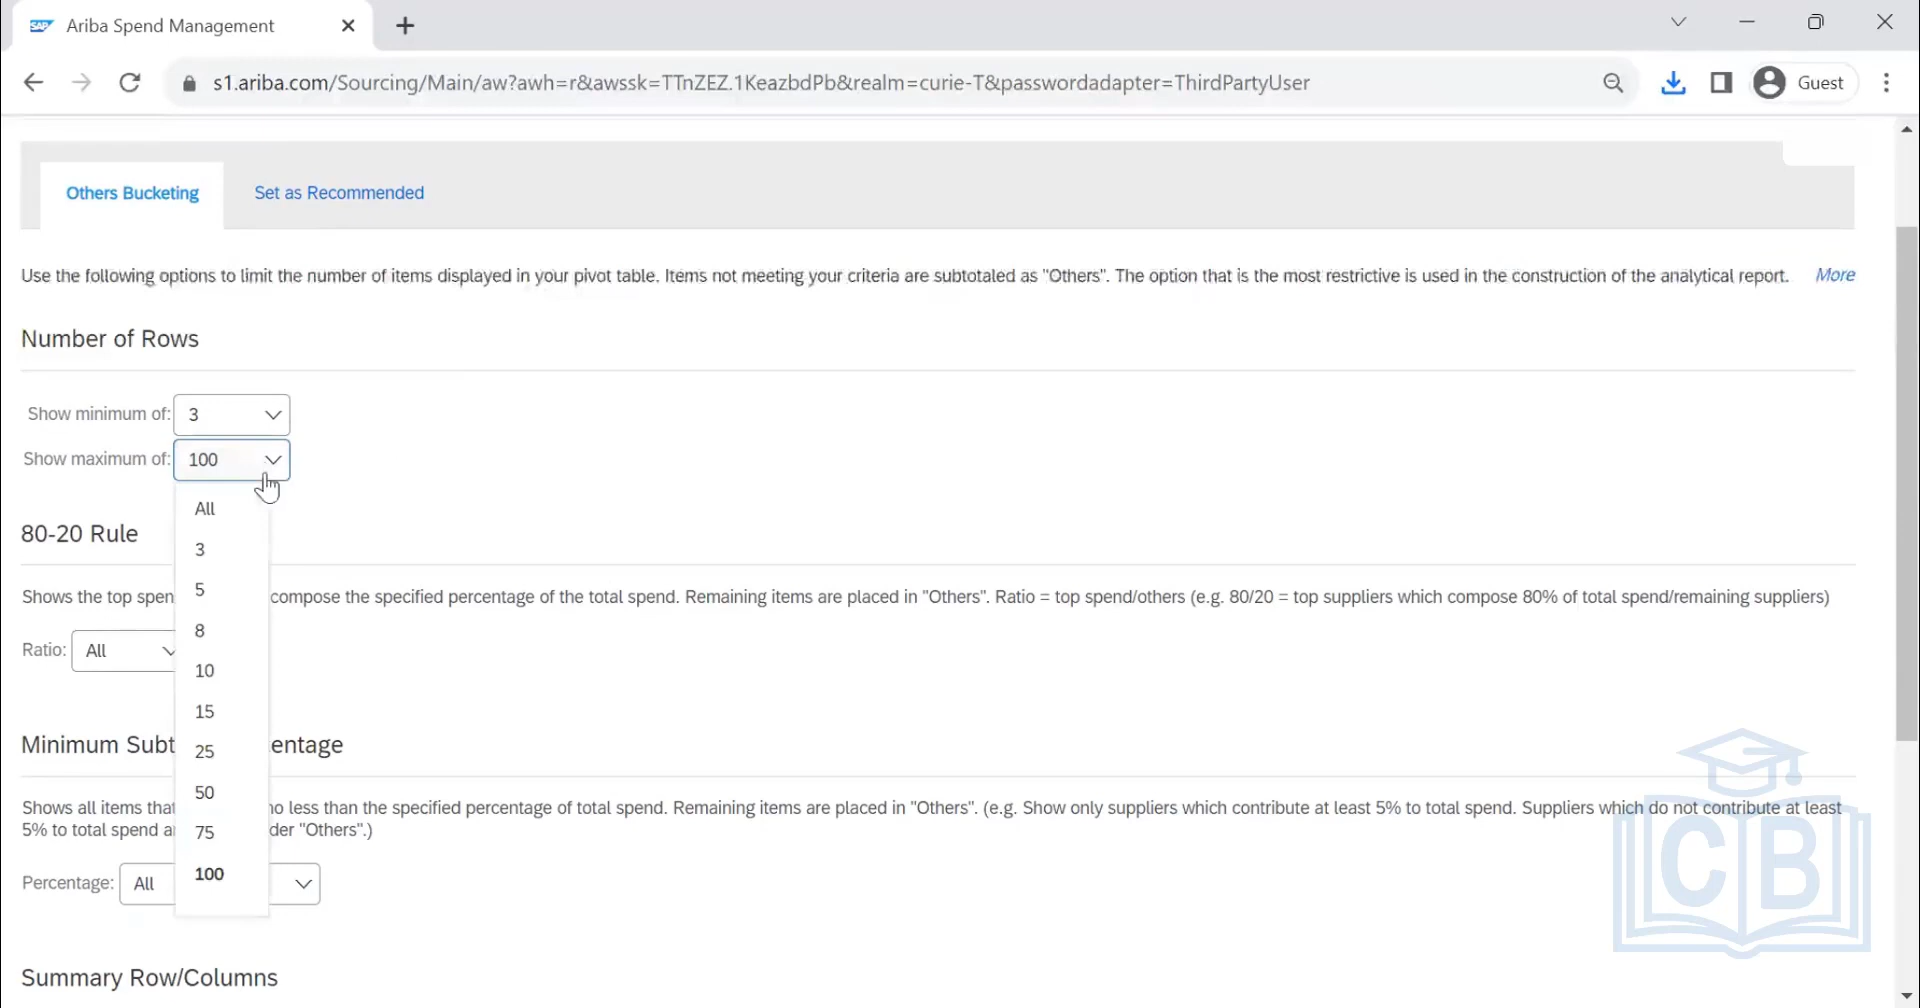 SAP Ariba Spend Management
s1.ariba.com/Sourcing/Main/aw?awh=r&awssk=TTnZEZ.1KeazbdPb&realm=curie-T&passwordadapter=ThirdPartyUser
Guest
Others Bucketing
Set as Recommended
Use the following options to limit the number of items displayed in your pivot table. Items not meeting your criteria are subtotaled as "Others". The option that is the most restrictive is used in the construction of the analytical report. More
Number of Rows
Show minimum of: 3
Show maximum of: 100
All
3
5
8
10
15
25
50
75
100
80-20 Rule
Shows the top spen compose the specified percentage of the total spend. Remaining items are placed in "Others". Ratio = top spend/others (e.g. 80/20 = top suppliers which compose 80% of total spend/remaining suppliers)
Ratio: All
Minimum Subt entage
Shows all items that no less than the specified percentage of total spend. Remaining items are placed in "Others". (e.g. Show only suppliers which contribute at least 5% to total spend. Suppliers which do not contribute at least
5% to total spend a der "Others".)
Percentage: All
Summary Row/Columns
CB